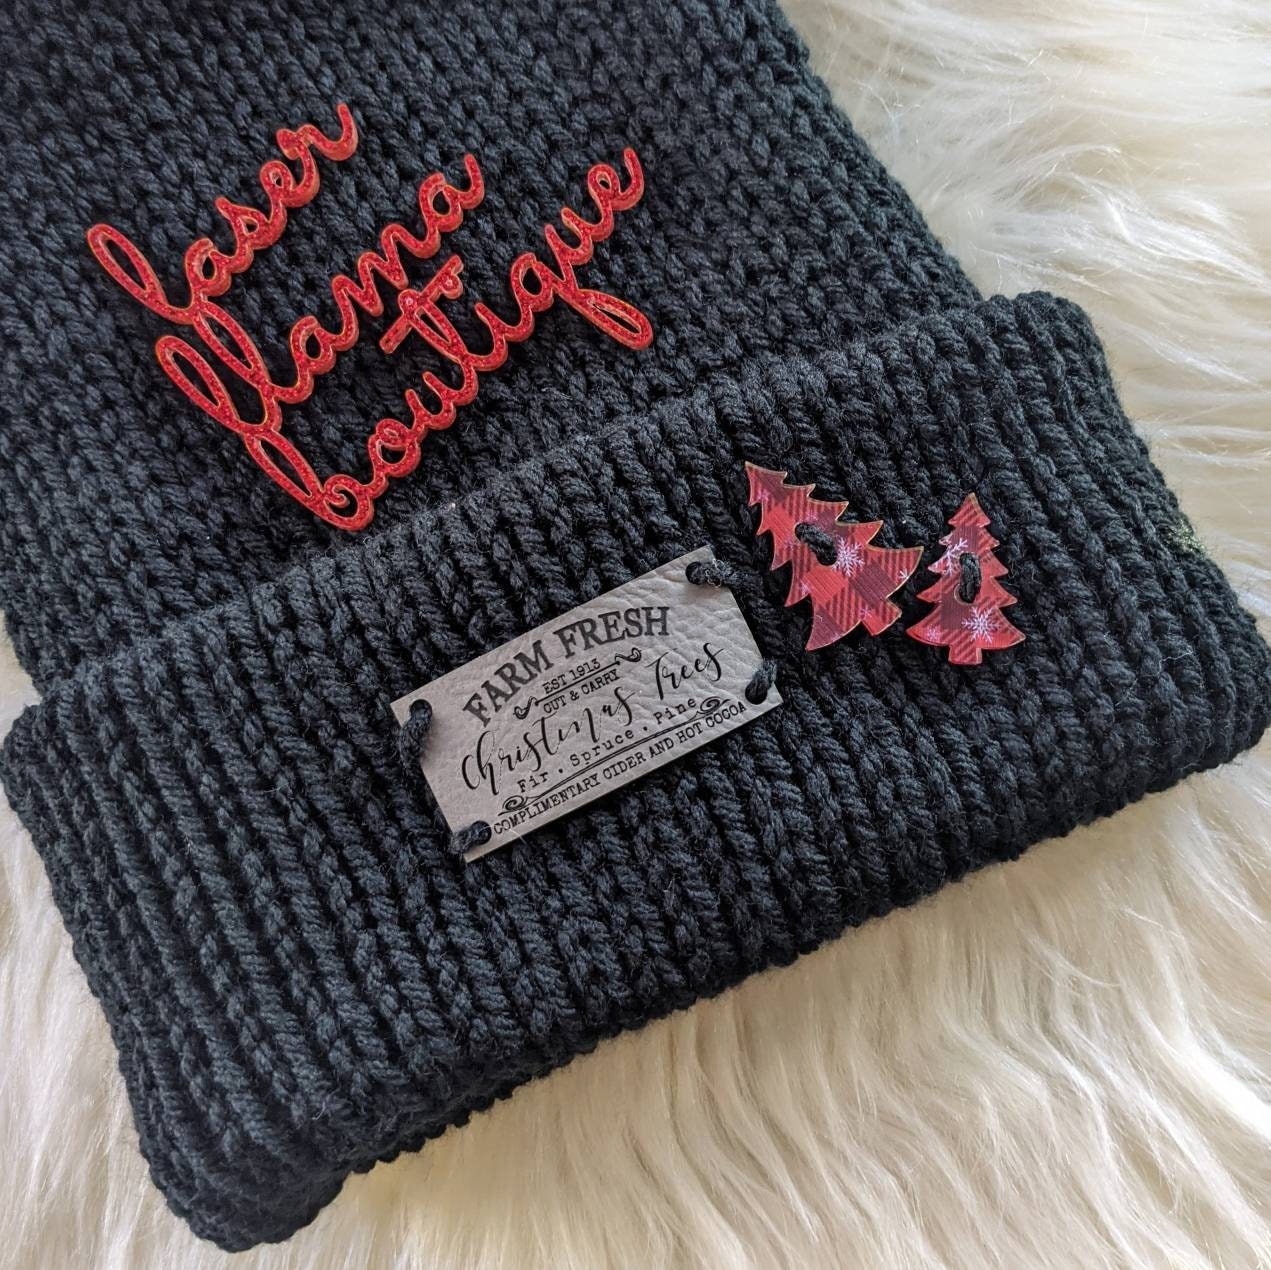 laser
llama
boutique
FARM FRESH
EST 1913
CUT & CARRY
Christmas Trees
Fir . Spruce . Pine
COMPLIMENTARY CIDER AND HOT COCOA